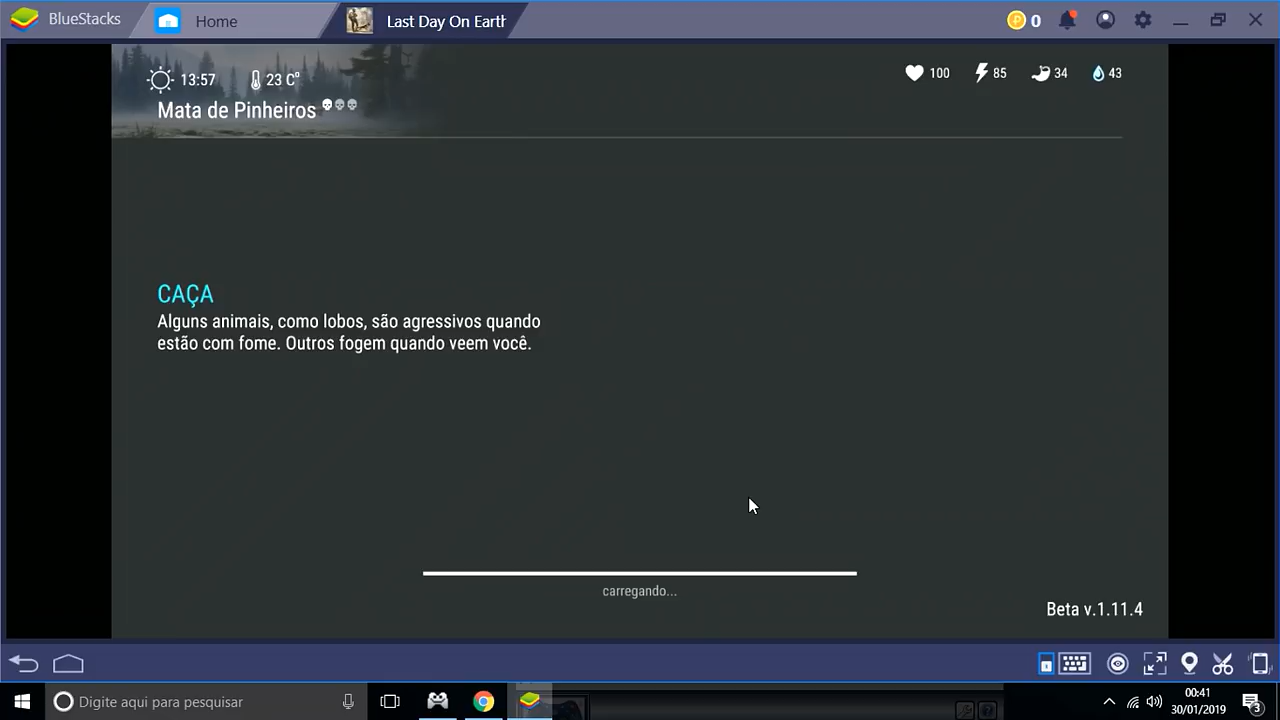 BlueStacks
Home
Last Day On Earth
0
13:57
23 C°
100
85
34
43
Mata de Pinheiros
CAÇA
Alguns animais, como lobos, são agressivos quando
estão com fome. Outros fogem quando veem você.
carregando...
Beta v.1.11.4
Digite aqui para pesquisar
00:41
30/01/2019
3